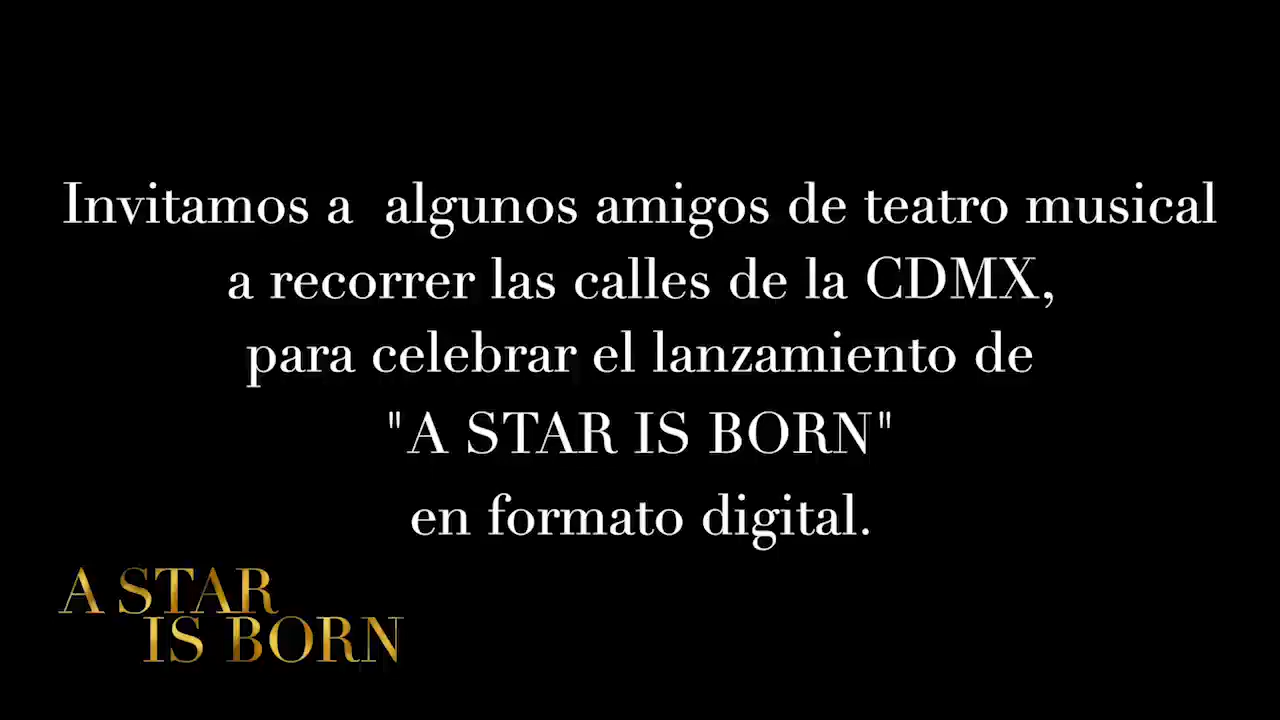 Invitamos a algunos amigos de teatro musical
a recorrer las calles de la CDMX,
para celebrar el lanzamiento de
"A STAR IS BORN"
en formato digital.
A STAR
IS BORN